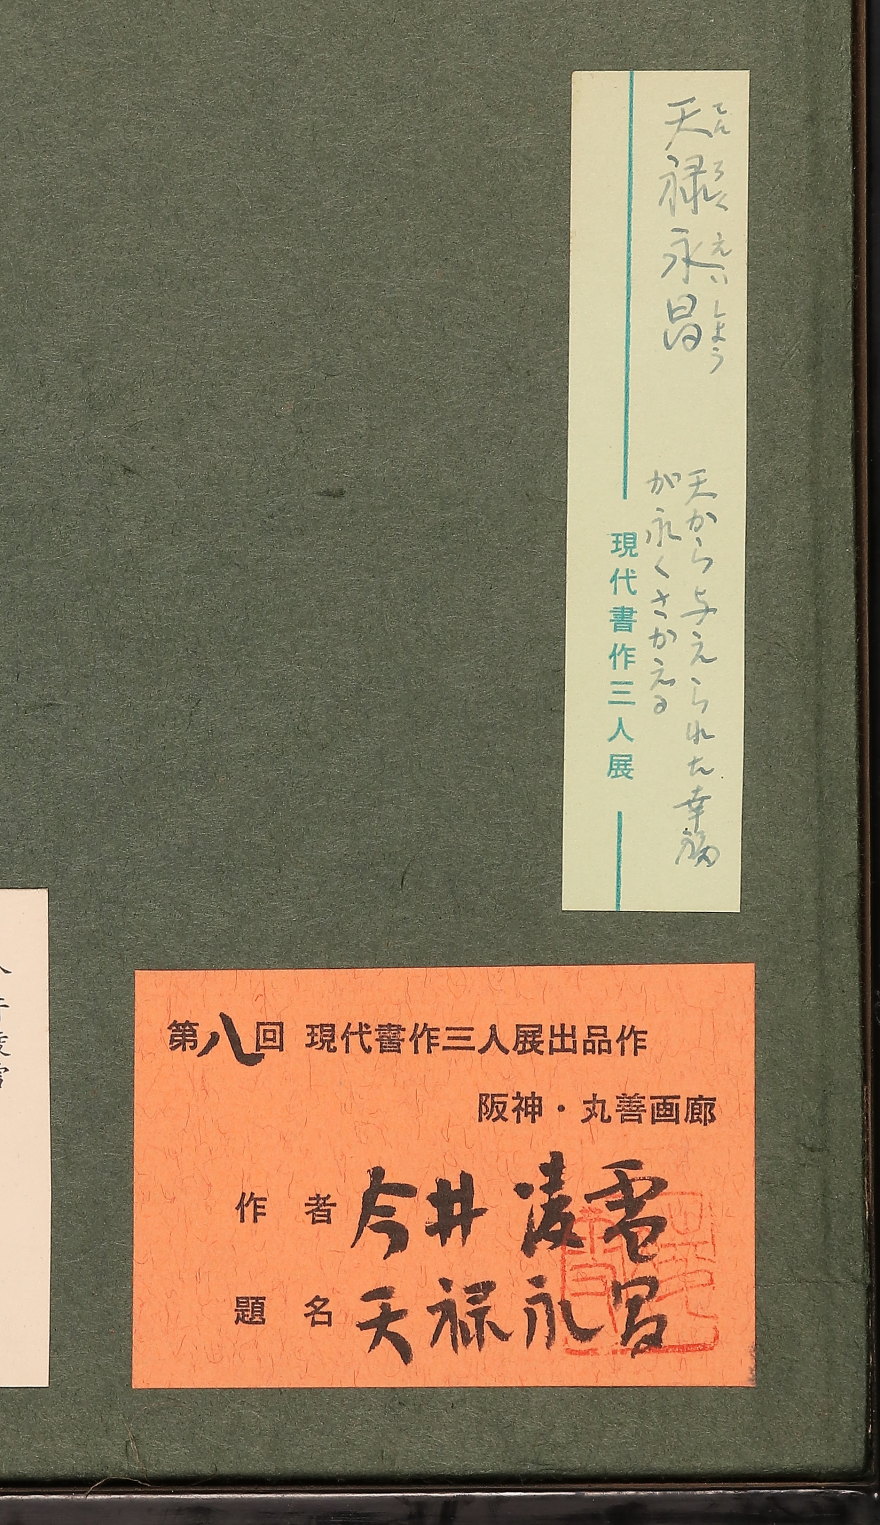 天禄永昌
てんろくえいしょう
天から与えられた幸福
が永くさかえる
現代書作三人展
第八回 現代書作三人展出品作
阪神・丸善画廊
作者 今井凌雪
題名 天禄永昌